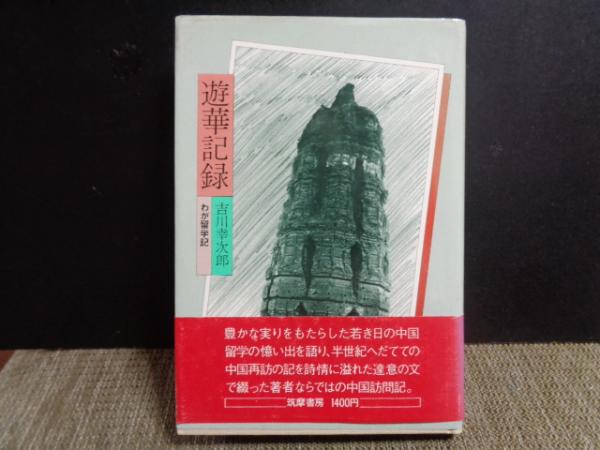 遊華記録
吉川幸次郎
わが留学記
豊かな実りをもたらした若き日の中国
留学の憶い出を語り、半世紀へだてての
中国再訪の記を詩情に溢れた達意の文
で綴った著者ならではの中国訪問記。
筑摩書房 1400円